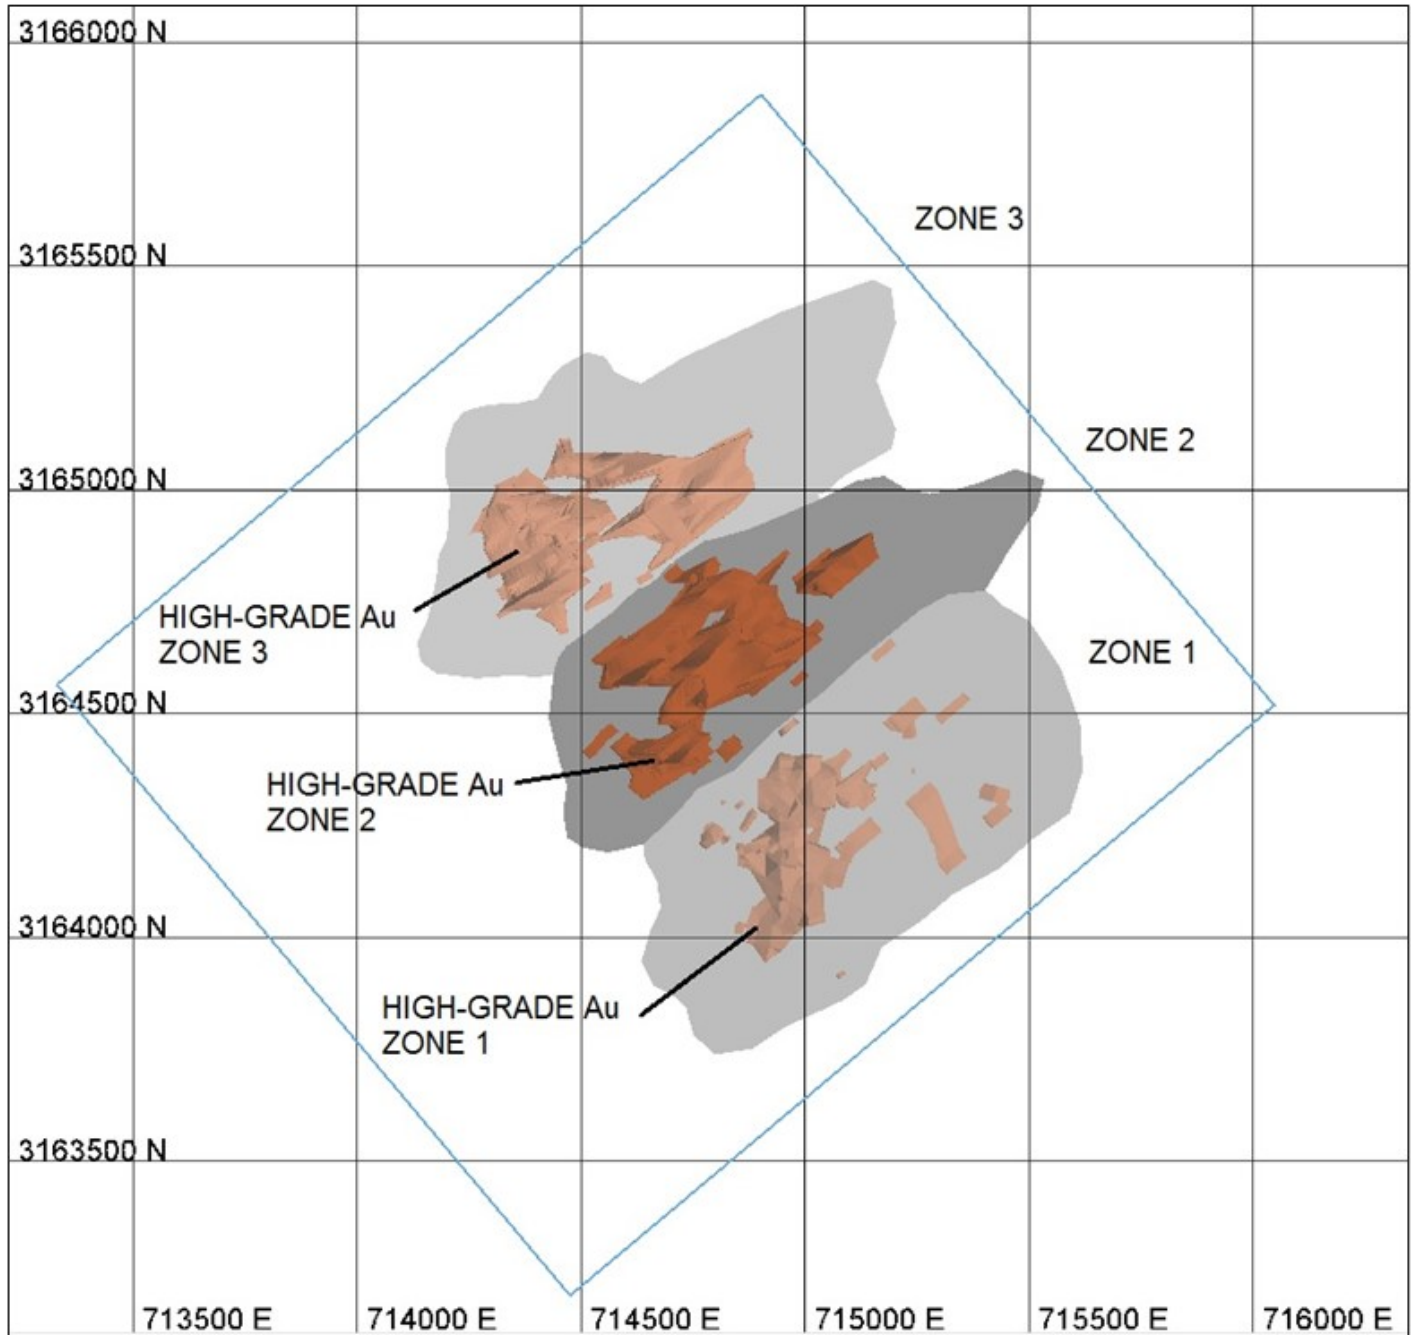 3166000 N
ZONE 3
3165500 N
ZONE 2
3165000 N
HIGH-GRADE Au
ZONE 3
ZONE 1
3164500 N
HIGH-GRADE Au
ZONE 2
3164000 N
HIGH-GRADE Au
ZONE 1
3163500 N
713500 E
714000 E
714500 E
715000 E
715500 E
716000 E